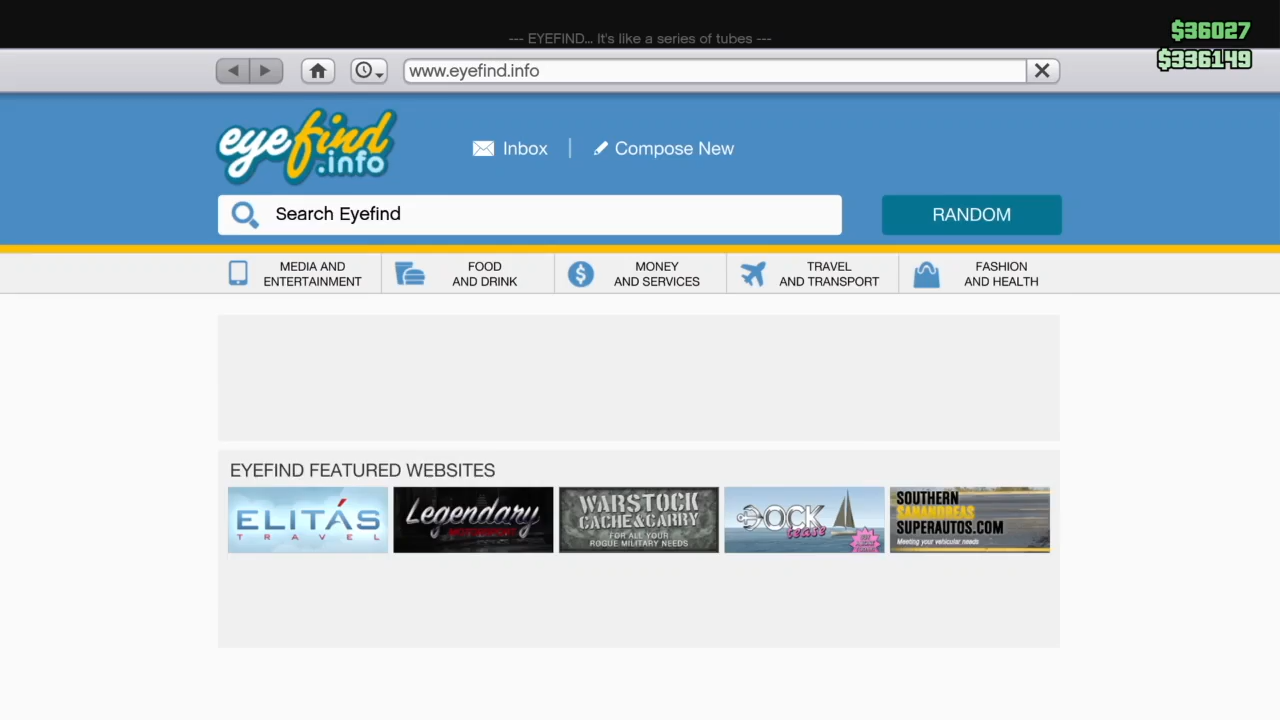 --- EYEFIND... It's like a series of tubes ---
$36027
$336149
www.eyefind.info
eyefind
.info
Inbox
Compose New
Search Eyefind
RANDOM
MEDIA AND
ENTERTAINMENT
FOOD
AND DRINK
MONEY
AND SERVICES
TRAVEL
AND TRANSPORT
FASHION
AND HEALTH
EYEFIND FEATURED WEBSITES
ELITÁS
TRAVEL
Legendary
MOTORSPORT
WARSTOCK
CACHE&CARRY
FOR ALL YOUR
ROGUE MILITARY NEEDS
DOCK
tease
SOUTHERN
SANANDREAS
SUPERAUTOS.COM
Meeting your vehicular needs